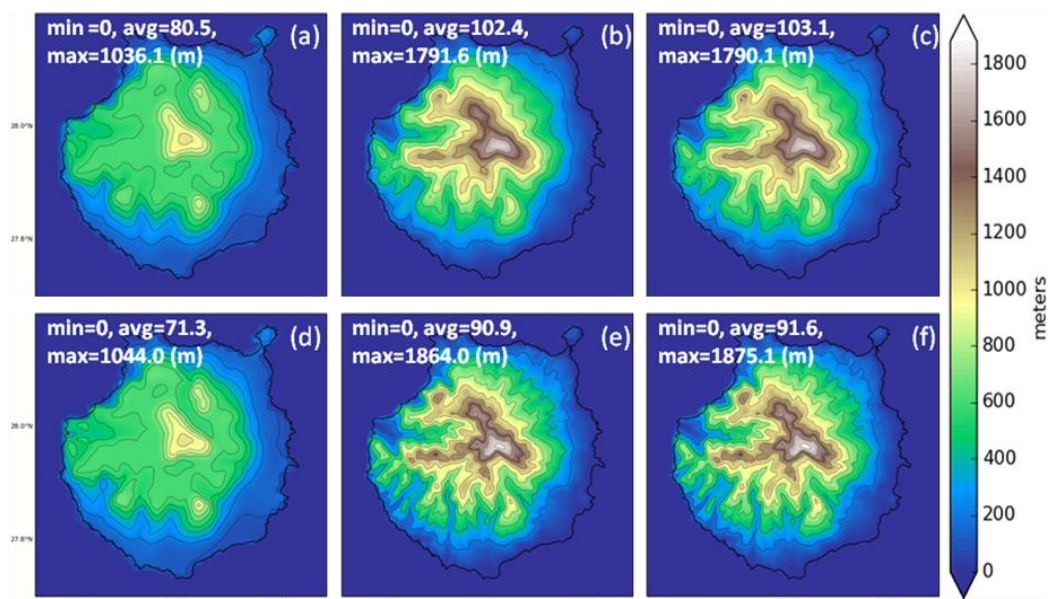 min =0, avg=80.5,
max=1036.1 (m)
(a)
min=0, avg=102.4,
max=1791.6 (m)
(b)
min=0, avg=103.1,
max=1790.1 (m)
(c)
28.0°N
27.8°N
min=0, avg=71.3,
max=1044.0 (m)
(d)
min=0, avg=90.9,
max=1864.0 (m)
(e)
min=0, avg=91.6,
max=1875.1 (m)
(f)
28.0°N
27.8°N
1800
1600
1400
1200
1000
800
600
400
200
0
meters